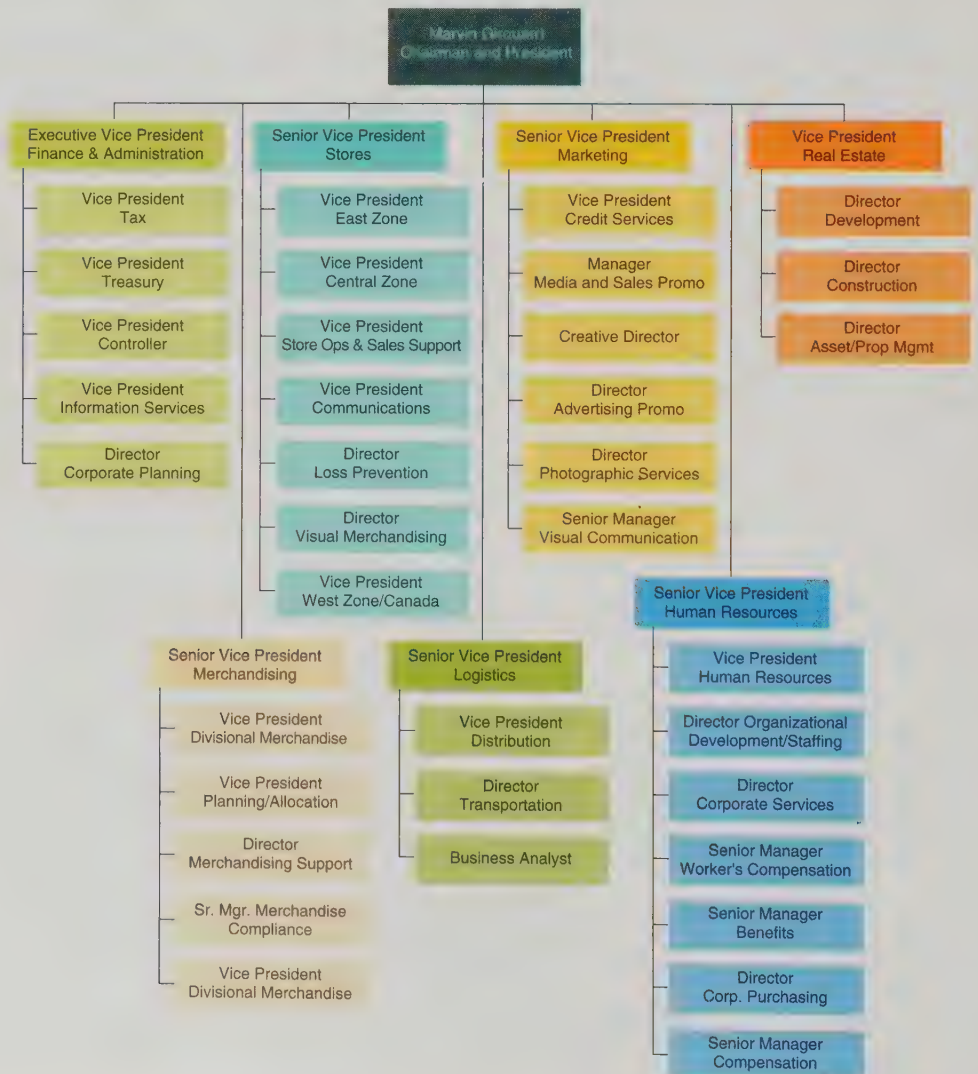 Marvin Girouard
Chairman and President
Executive Vice President
Finance & Administration
Vice President
Tax
Vice President
Treasury
Vice President
Controller
Vice President
Information Services
Director
Corporate Planning
Senior Vice President
Stores
Vice President
East Zone
Vice President
Central Zone
Vice President
Store Ops & Sales Support
Vice President
Communications
Director
Loss Prevention
Director
Visual Merchandising
Vice President
West Zone/Canada
Senior Vice President
Marketing
Vice President
Credit Services
Manager
Media and Sales Promo
Creative Director
Director
Advertising Promo
Director
Photographic Services
Senior Manager
Visual Communication
Vice President
Real Estate
Director
Development
Director
Construction
Director
Asset/Prop Mgmt
Senior Vice President
Merchandising
Vice President
Divisional Merchandise
Vice President
Planning/Allocation
Director
Merchandising Support
Sr. Mgr. Merchandise
Compliance
Vice President
Divisional Merchandise
Senior Vice President
Logistics
Vice President
Distribution
Director
Transportation
Business Analyst
Senior Vice President
Human Resources
Vice President
Human Resources
Director Organizational
Development/Staffing
Director
Corporate Services
Senior Manager
Worker's Compensation
Senior Manager
Benefits
Director
Corp. Purchasing
Senior Manager
Compensation